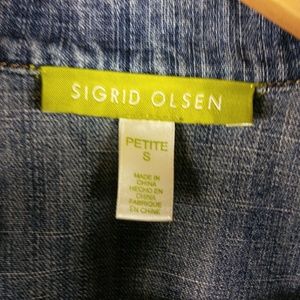 SIGRID OLSEN
PETITE
S
MADE IN
CHINA
HECHO EN
CHINA
FABRIQUE
EN CHINE